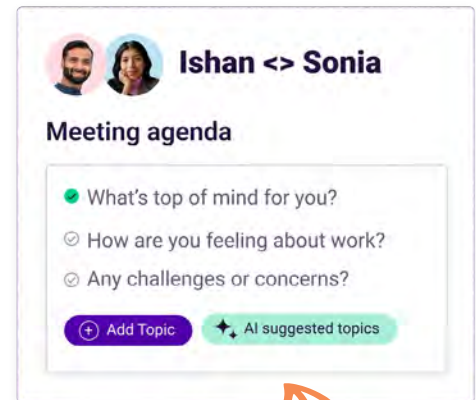 Ishan <> Sonia
Meeting agenda
What's top of mind for you?
How are you feeling about work?
Any challenges or concerns?
Add Topic AI suggested topics